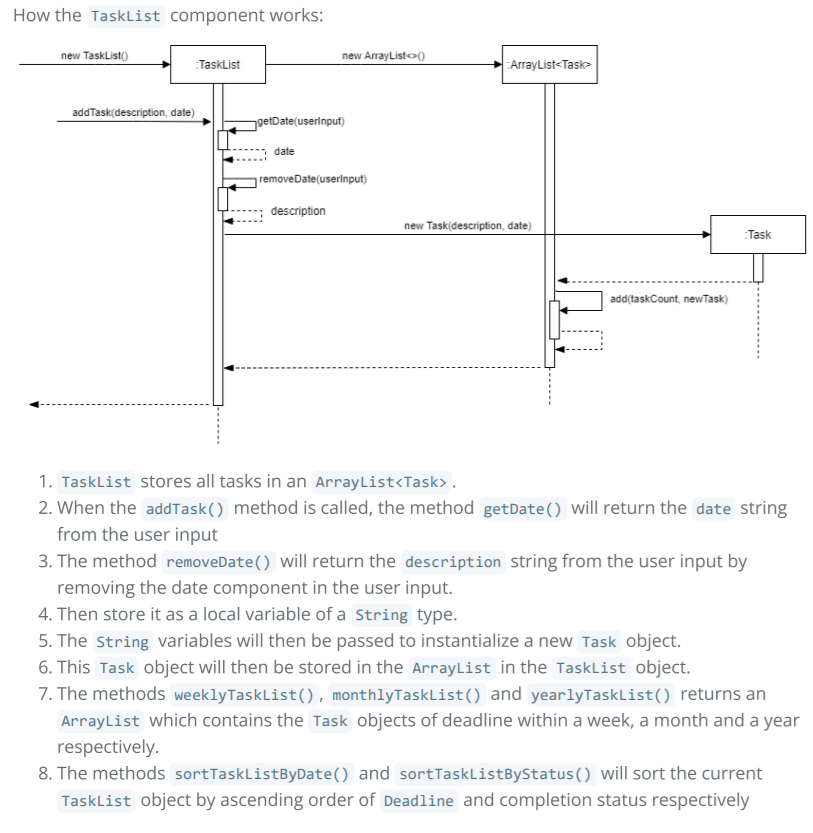 How the TaskList component works:
new TaskList()
:TaskList
new ArrayList<>()
:ArrayList<Task>
addTask(description, date)
getDate(userInput)
date
removeDate(userInput)
description
new Task(description, date)
:Task
add(taskCount, newTask)
1. TaskList stores all tasks in an ArrayList<Task>.
2. When the addTask() method is called, the method getDate() will return the date string
from the user input
3. The method removeDate() will return the description string from the user input by
removing the date component in the user input.
4. Then store it as a local variable of a String type.
5. The String variables will then be passed to instantialize a new Task object.
6. This Task object will then be stored in the ArrayList in the TaskList object.
7. The methods weeklyTaskList(), monthlyTaskList() and yearlyTaskList() returns an
ArrayList which contains the Task objects of deadline within a week, a month and a year
respectively.
8. The methods sortTaskListByDate() and sortTaskListByStatus() will sort the current
TaskList object by ascending order of Deadline and completion status respectively